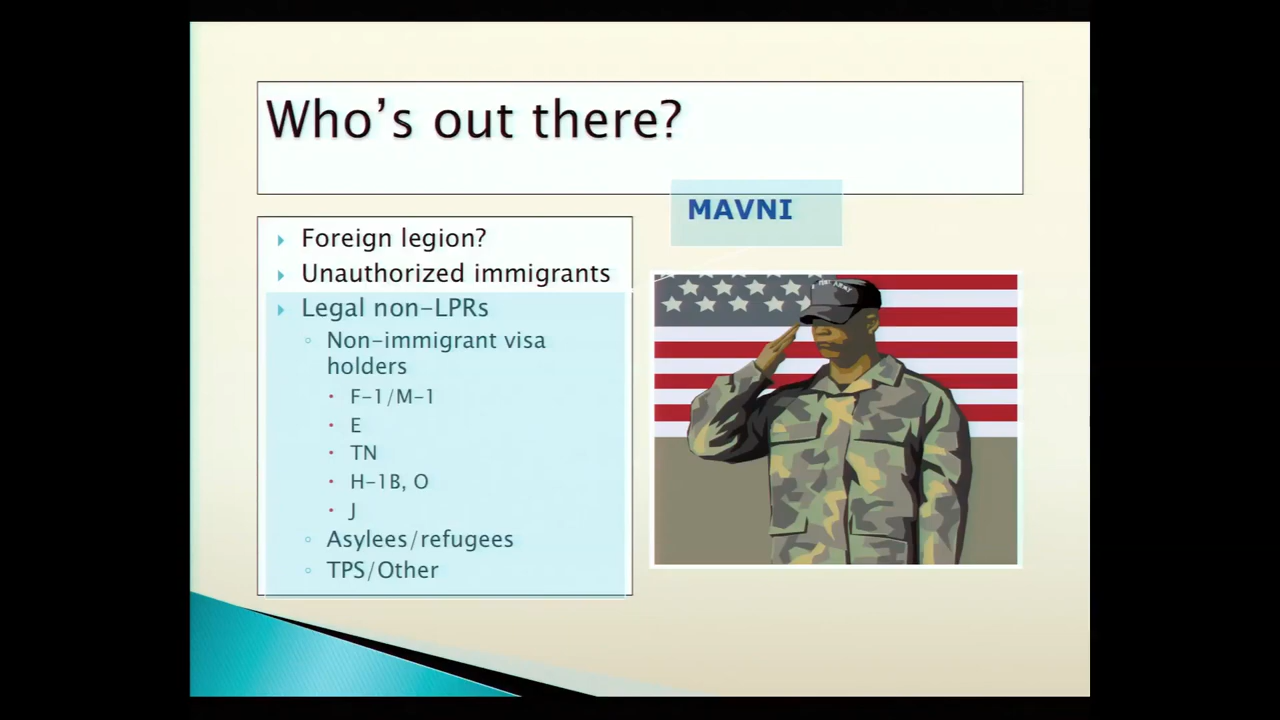 Who's out there?
MAVNI
Foreign legion?
Unauthorized immigrants
Legal non-LPRs
Non-immigrant visa
holders
F-1/M-1
E
TN
H-1B, O
J
Asylees/refugees
TPS/Other